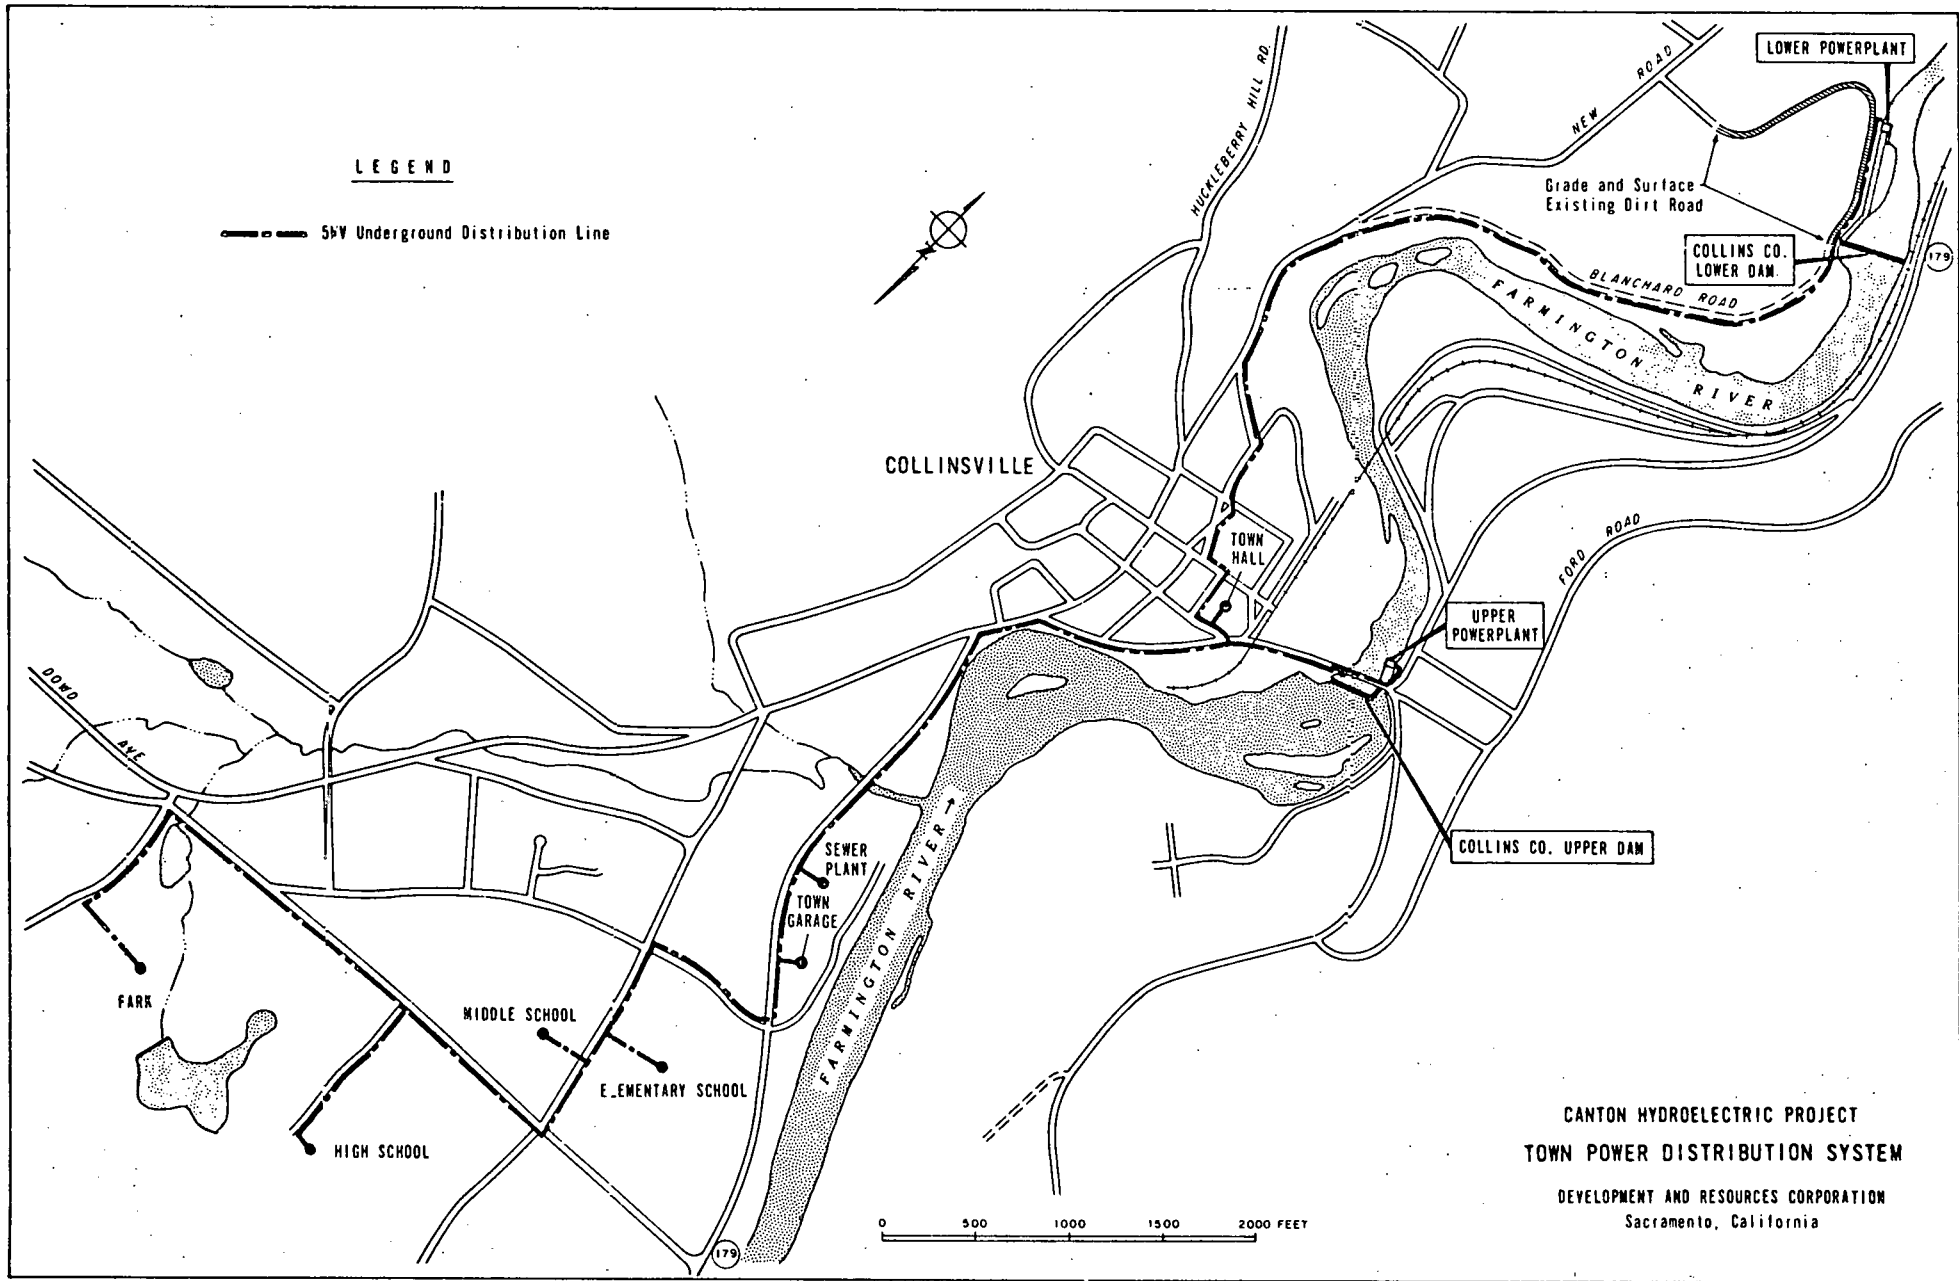 LOWER POWERPLANT
HUCKLEBERRY HILL RD.
NEW ROAD
LEGEND
5kV Underground Distribution Line
N
Grade and Surface
Existing Dirt Road
COLLINS CO.
LOWER DAM
179
BLANCHARD ROAD
FARMINGTON RIVER
COLLINSVILLE
FORD ROAD
TOWN
HALL
UPPER
POWERPLANT
DOWD AVE
COLLINS CO. UPPER DAM
SEWER
PLANT
TOWN
GARAGE
FARMINGTON RIVER
FARK
MIDDLE SCHOOL
E_EMENTARY SCHOOL
HIGH SCHOOL
179
0 500 1000 1500 2000 FEET
CANTON HYDROELECTRIC PROJECT
TOWN POWER DISTRIBUTION SYSTEM
DEVELOPMENT AND RESOURCES CORPORATION
Sacramento, California